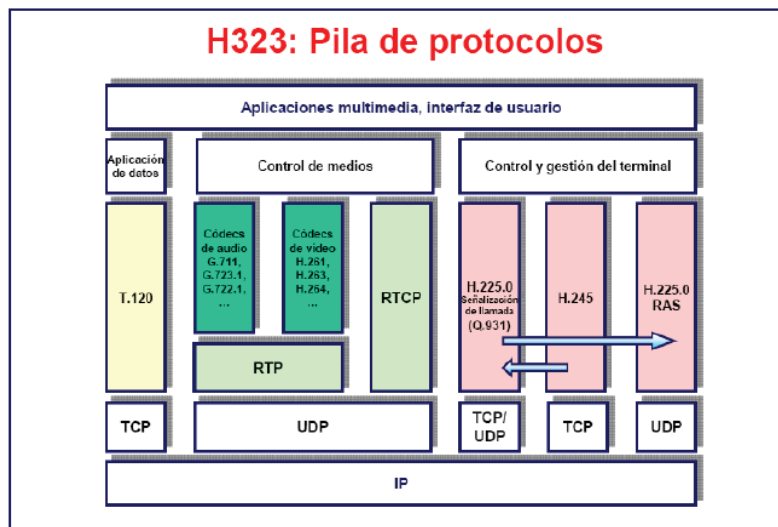 H323: Pila de protocolos
Aplicaciones multimedia, interfaz de usuario
Aplicación
de datos
Control de medios
Control y gestión del terminal
T.120
Códecs
de audio
G.711,
G.723.1,
G.722.1,
...
Códecs
de vídeo
H.261,
H.263,
H.264,
...
RTP
RTCP
H.225.0
Señalización
de llamada
(Q.931)
H.245
H.225.0
RAS
TCP
UDP
TCP/
UDP
TCP
UDP
IP